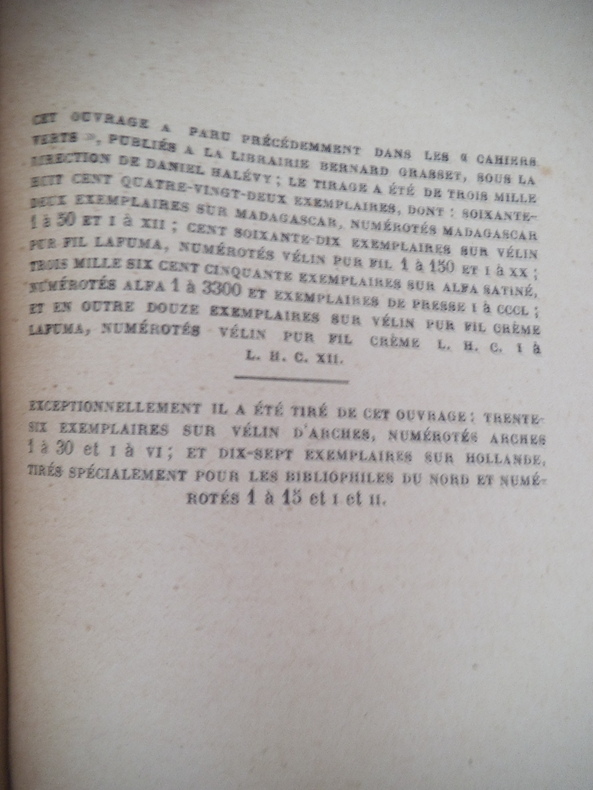 CET OUVRAGE A PARU PRÉCÉDEMMENT DANS LES « CAHIERS
VERTS », PUBLIÉS A LA LIBRAIRIE BERNARD GRASSET, SOUS LA
DIRECTION DE DANIEL HALÉVY ; LE TIRAGE A ÉTÉ DE TROIS MILLE
HUIT CENT QUATRE-VINGT-DEUX EXEMPLAIRES, DONT : SOIXANTE-
DEUX EXEMPLAIRES SUR MADAGASCAR, NUMÉROTÉS MADAGASCAR
1 à 50 ET I à XII ; CENT SOIXANTE-DIX EXEMPLAIRES SUR VÉLIN
PUR FIL LAFUMA, NUMÉROTÉS VÉLIN PUR FIL 1 à 150 ET I à XX ;
TROIS MILLE SIX CENT CINQUANTE EXEMPLAIRES SUR ALFA SATINÉ,
NUMÉROTÉS ALFA 1 à 3300 ET EXEMPLAIRES DE PRESSE I à CCCL ;
ET EN OUTRE DOUZE EXEMPLAIRES SUR VÉLIN PUR FIL CRÈME
LAFUMA, NUMÉROTÉS VÉLIN PUR FIL CRÈME L. H. C. I à
L. H. C. XII.
EXCEPTIONNELLEMENT IL A ÉTÉ TIRÉ DE CET OUVRAGE : TRENTE-
SIX EXEMPLAIRES SUR VÉLIN D'ARCHES, NUMÉROTÉS ARCHES
1 à 30 et I à VI ; ET DIX-SEPT EXEMPLAIRES SUR HOLLANDE,
TIRÉS SPÉCIALEMENT POUR LES BIBLIOPHILES DU NORD ET NUMÉ-
ROTÉS 1 à 15 et I et II.